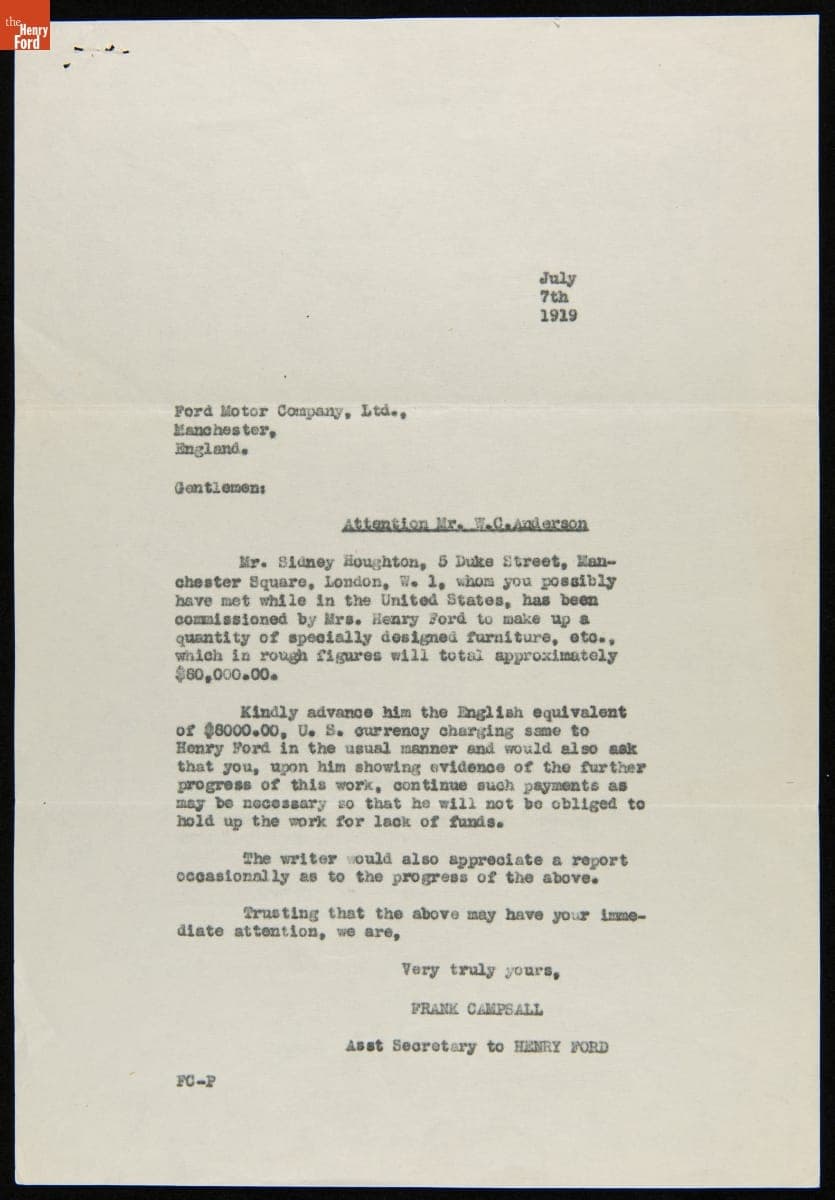 the
Henry
Ford
July
7th
1919
Ford Motor Company, Ltd.,
Manchester,
England.
Gentlemen:
Attention Mr. W.C.Anderson
Mr. Sidney Houghton, 5 Duke Street, Man-
chester Square, London, W. 1, whom you possibly
have met while in the United States, has been
commissioned by Mrs. Henry Ford to make up a
quantity of specially designed furniture, etc.,
which in rough figures will total approximately
Kindly advance him the English equivalent
of $8000.00, U. S. currency charging same to
Henry Ford in the usual manner and would also ask
that you, upon him showing evidence of the further
progress of this work, continue such payments as
may be necessary so that he will not be obliged to
hold up the work for lack of funds.
The writer would also appreciate a report
occasionally as to the progress of the above.
Trusting that the above may have your imme-
diate attention, we are,
Very truly yours,
FRANK CAMPSALL
Asst Secretary to HENRY FORD
FC-P